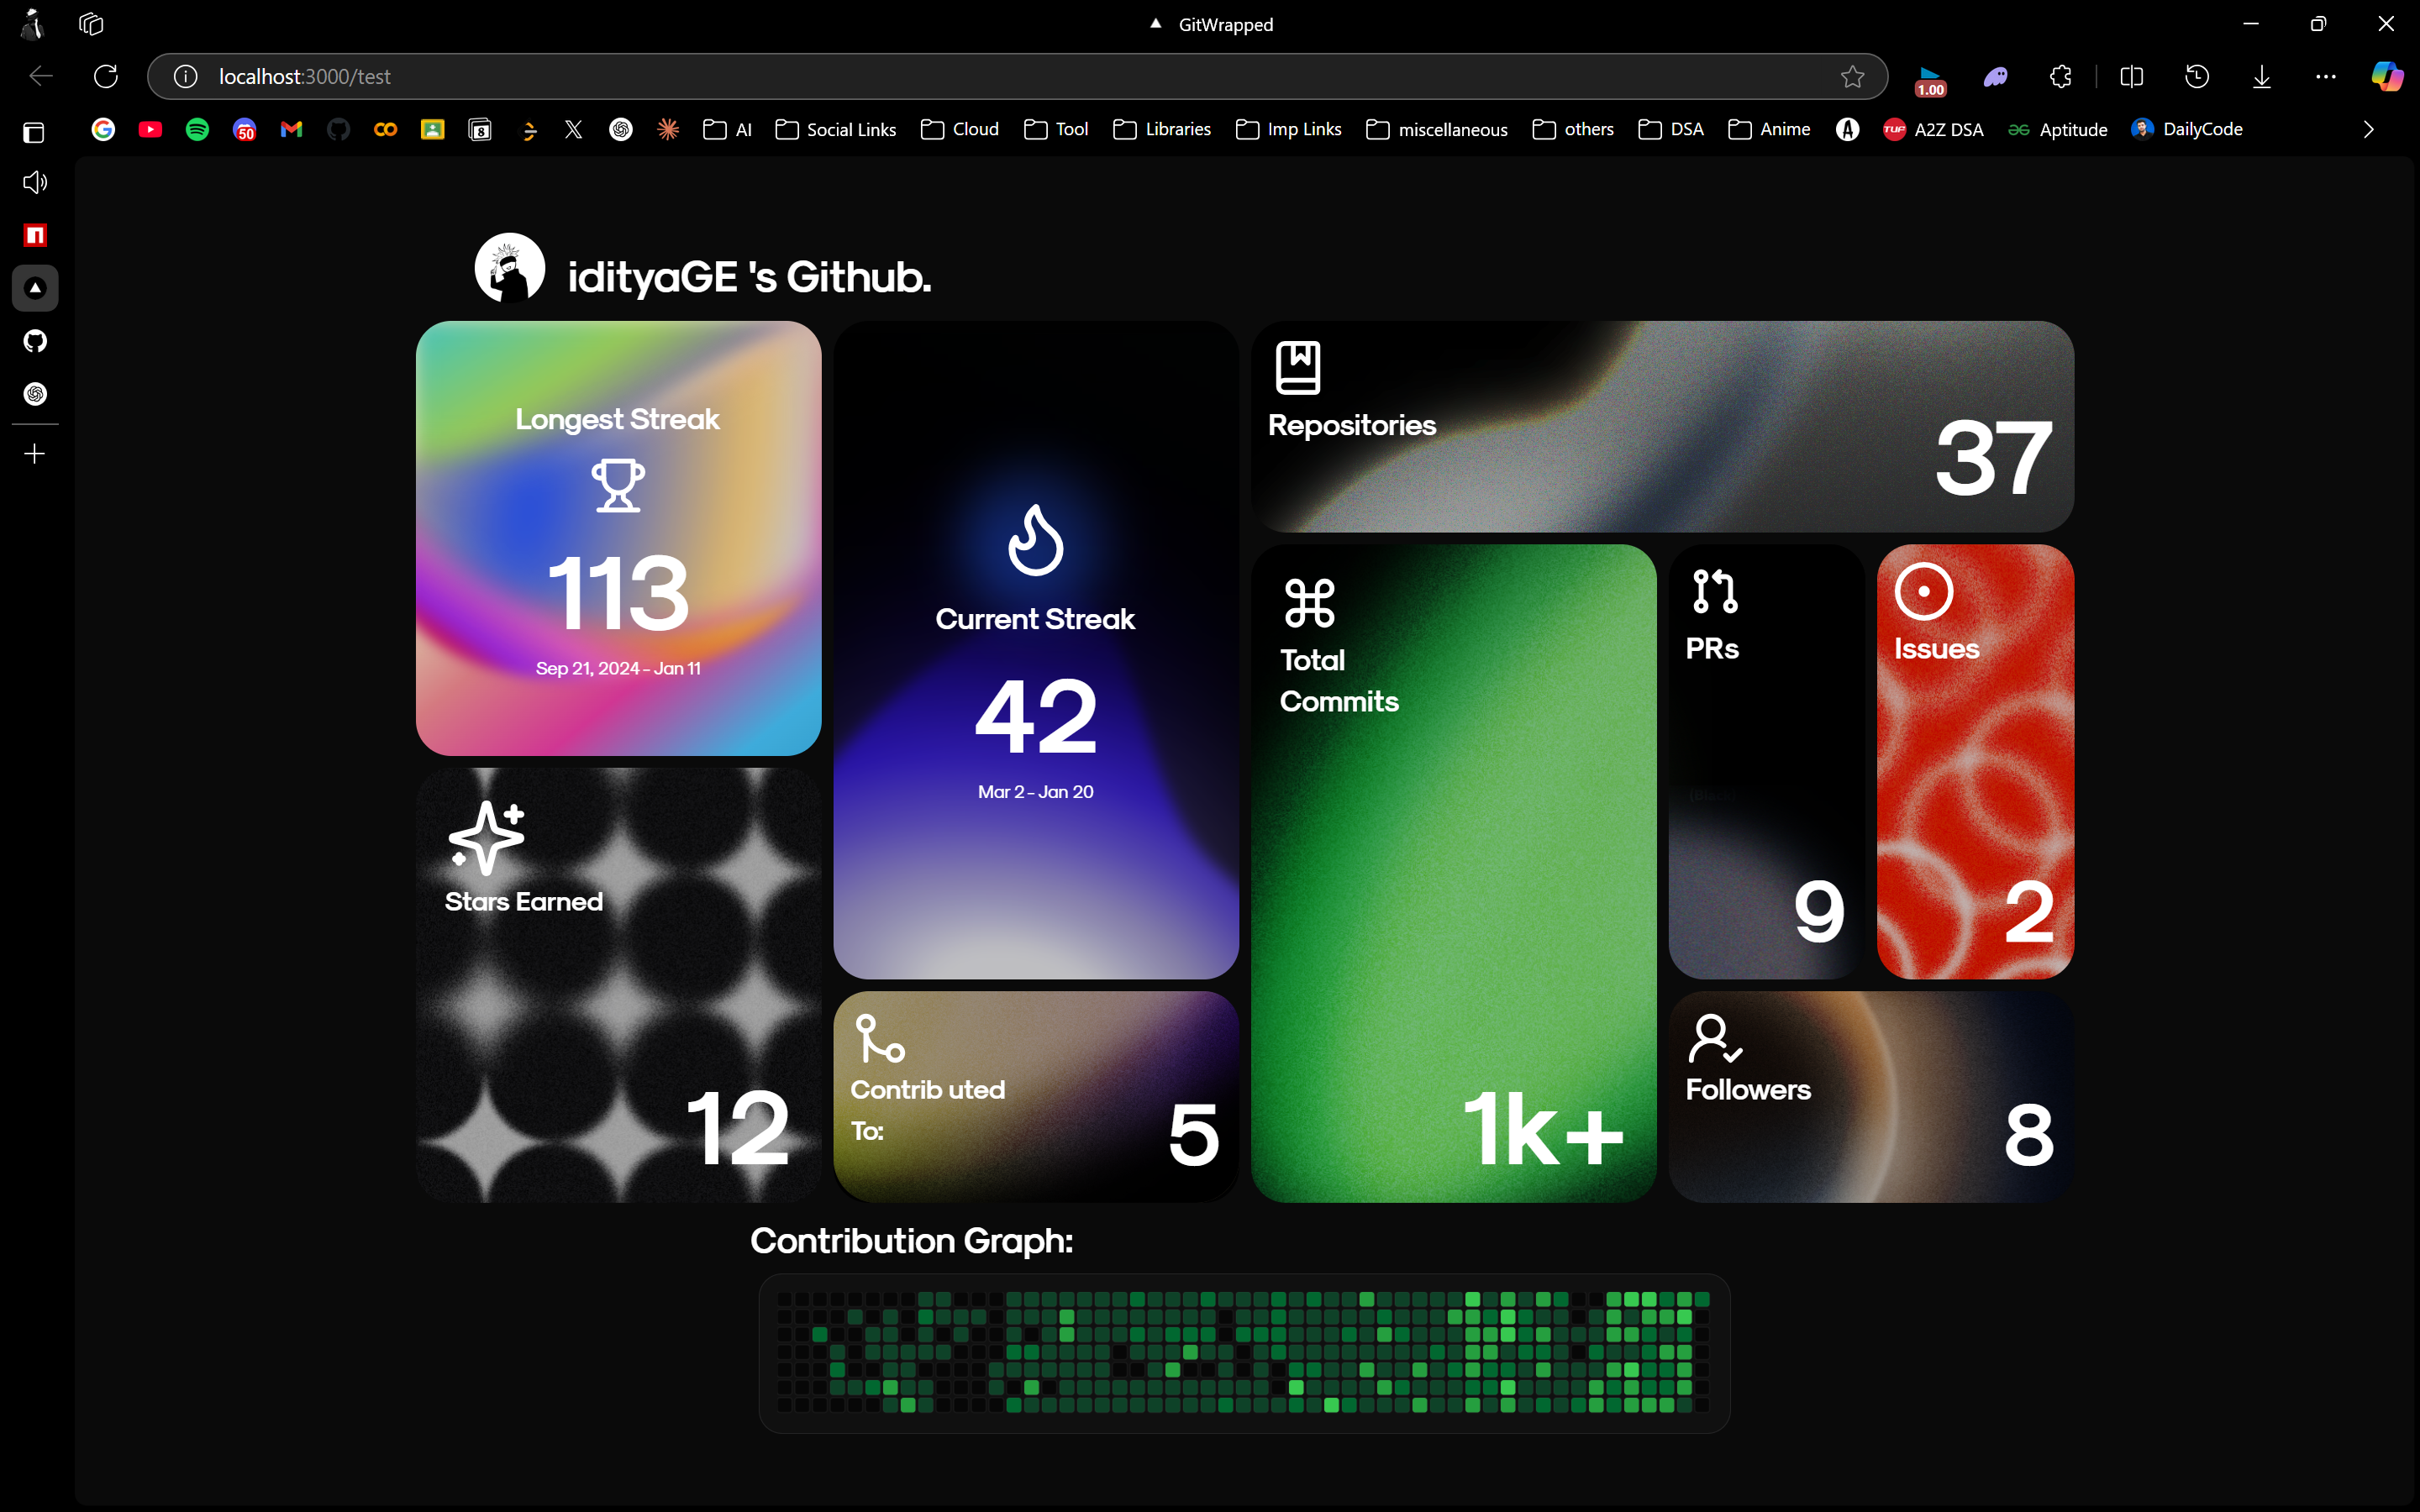 GitWrapped
localhost:3000/test
1.00
50
8
AI
Social Links
Cloud
Tool
Libraries
Imp Links
miscellaneous
others
DSA
Anime
TUF
A2Z DSA
Aptitude
DailyCode
idityaGE 's Github.
Longest Streak
113
Sep 21, 2024 - Jan 11
Current Streak
42
Mar 2 - Jan 20
Repositories
37
Total
Commits
1k+
PRs
9
Issues
2
Stars Earned
12
Contrib uted
To:
5
Followers
8
Contribution Graph: